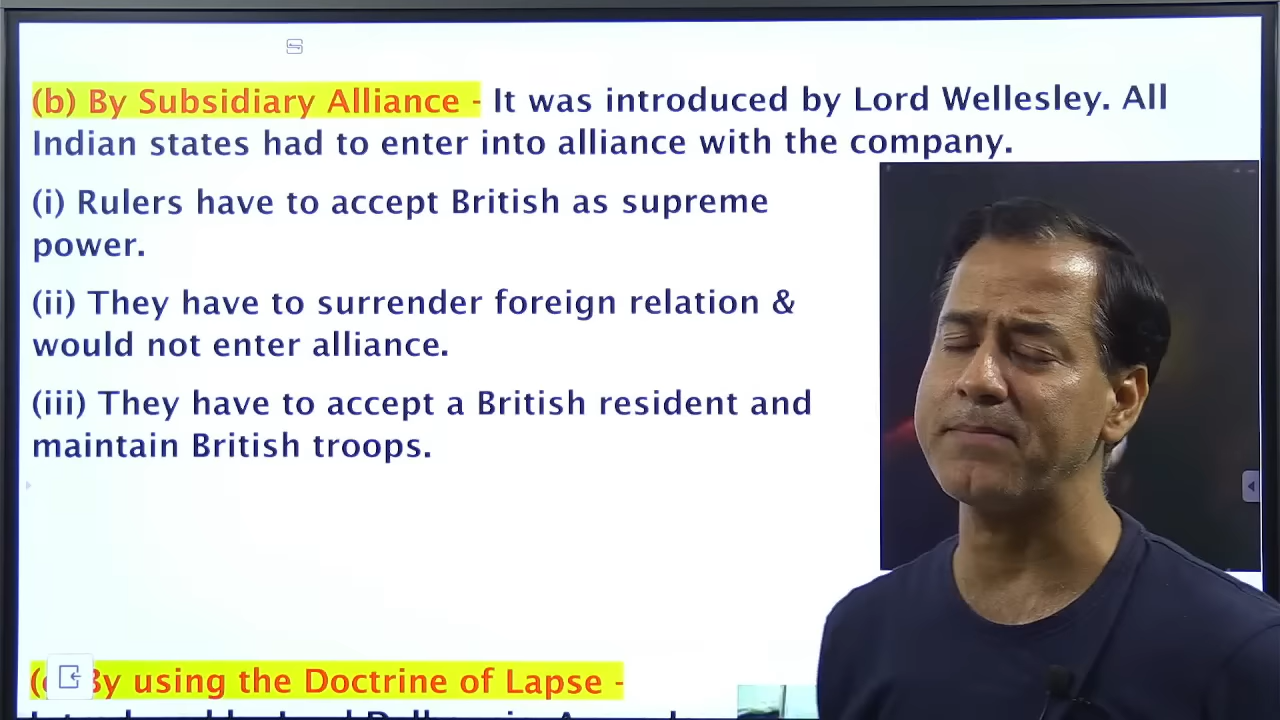 (b) By Subsidiary Alliance - It was introduced by Lord Wellesley. All
Indian states had to enter into alliance with the company.
(i) Rulers have to accept British as supreme
power.
(ii) They have to surrender foreign relation &
would not enter alliance.
(iii) They have to accept a British resident and
maintain British troops.
By using the Doctrine of Lapse -